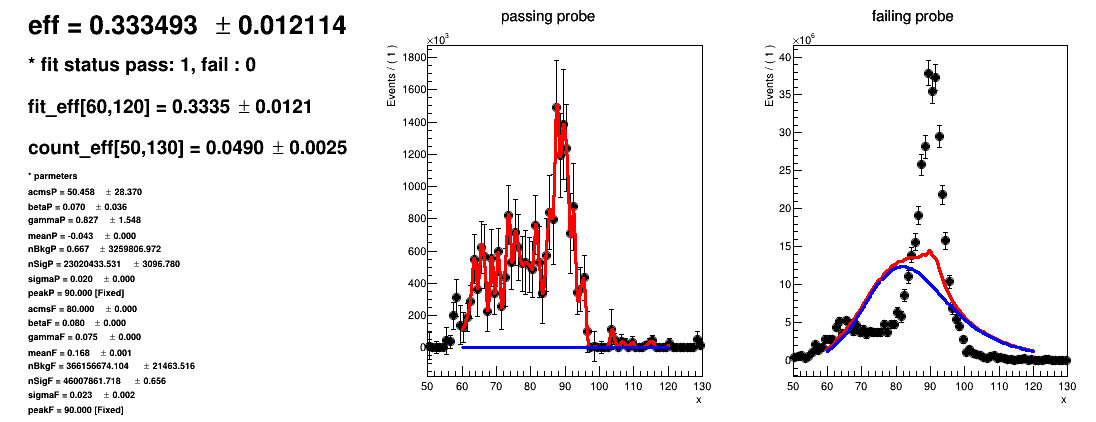 eff = 0.333493 ± 0.012114
* fit status pass: 1, fail : 0
fit_eff[60,120] = 0.3335 ± 0.0121
count_eff[50,130] = 0.0490 ± 0.0025
* parmeters
acmsP = 50.458 ± 28.370
betaP = 0.070 ± 0.036
gammaP = 0.827 ± 1.548
meanP = -0.043 ± 0.000
nBkgP = 0.667 ± 3259806.972
nSigP = 23020433.531 ± 3096.780
sigmaP = 0.020 ± 0.000
peakP = 90.000 [Fixed]
acmsF = 80.000 ± 0.000
betaF = 0.080 ± 0.000
gammaF = 0.075 ± 0.000
meanF = 0.168 ± 0.001
nBkgF = 366156674.104 ± 21463.516
nSigF = 46007861.718 ± 0.656
sigmaF = 0.023 ± 0.002
peakF = 90.000 [Fixed]
passing probe
×10³
Events / ( 1 )
1800
1600
1400
1200
1000
800
600
400
200
0
50 60 70 80 90 100 110 120 130
x
failing probe
×10⁶
Events / ( 1 )
40
35
30
25
20
15
10
5
0
50 60 70 80 90 100 110 120 130
x